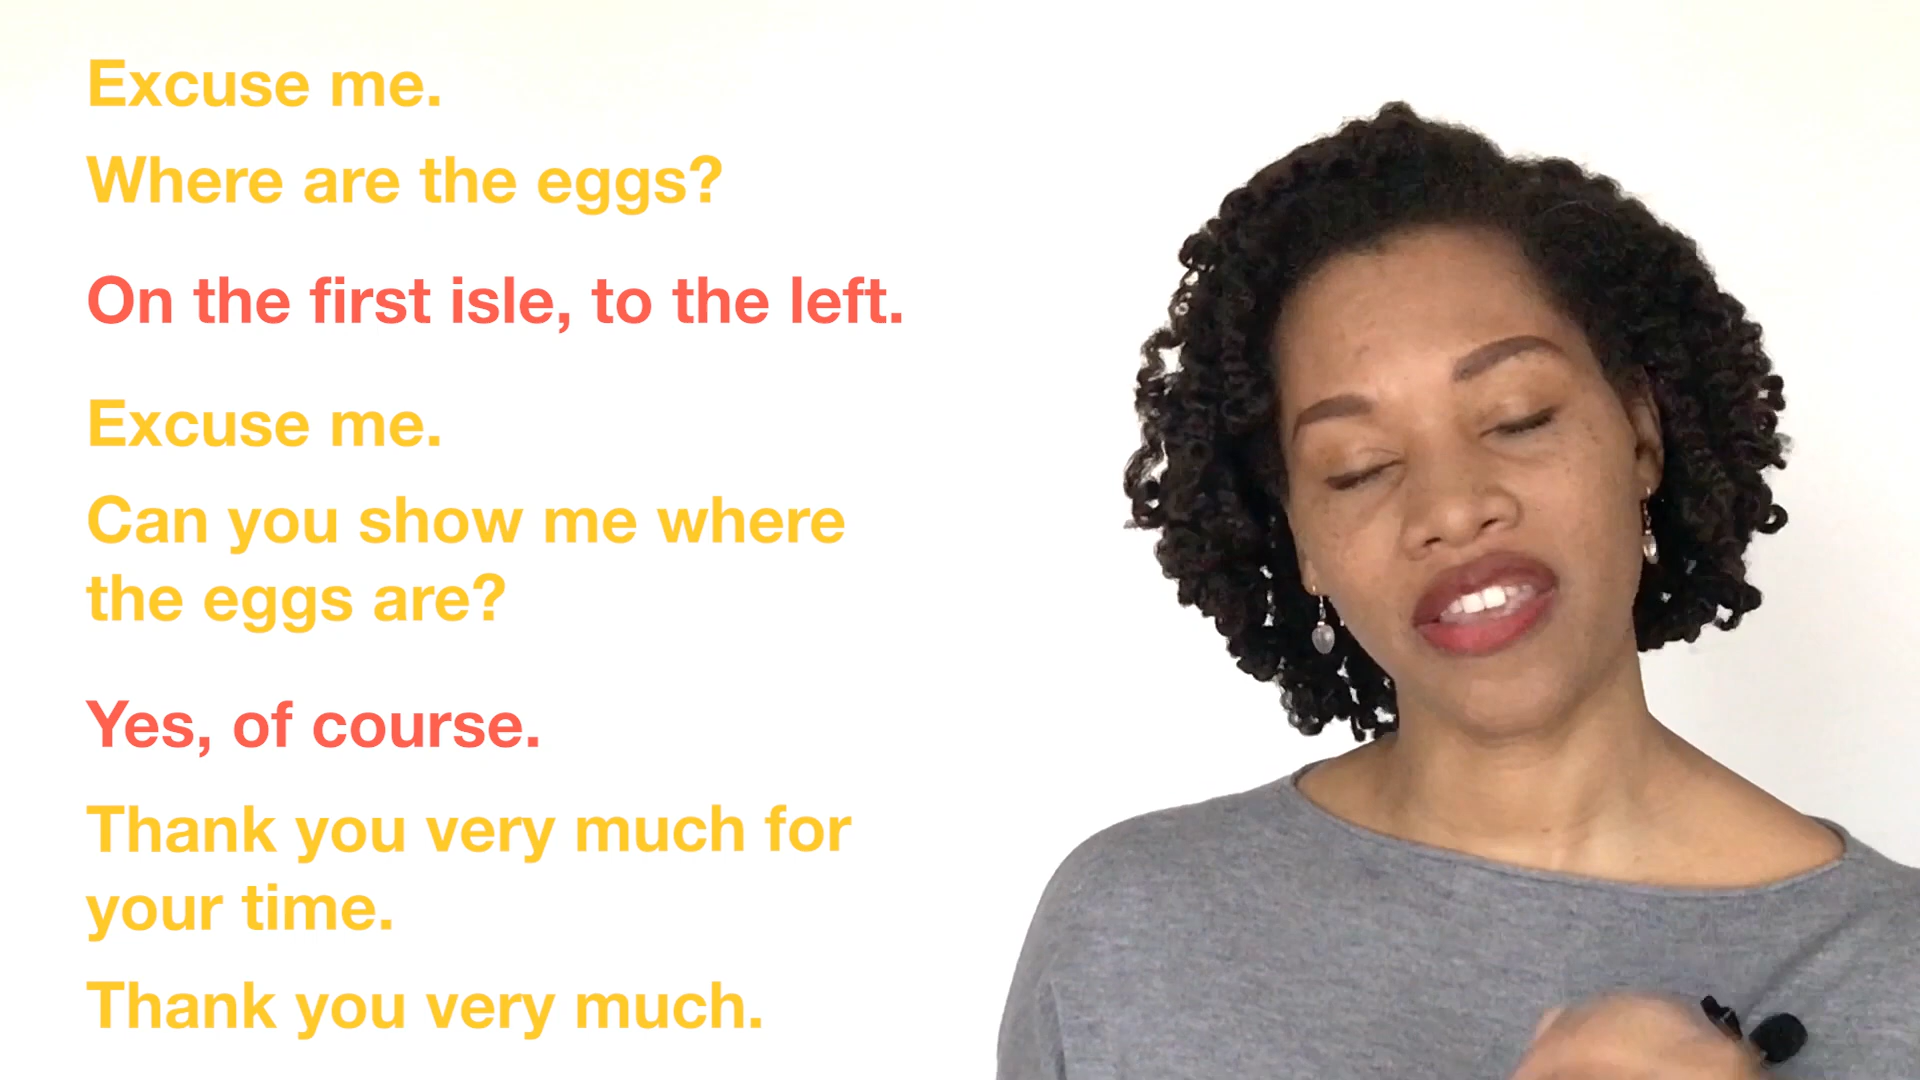 Excuse me.
Where are the eggs?
On the first isle, to the left.
Excuse me.
Can you show me where
the eggs are?
Yes, of course.
Thank you very much for
your time.
Thank you very much.